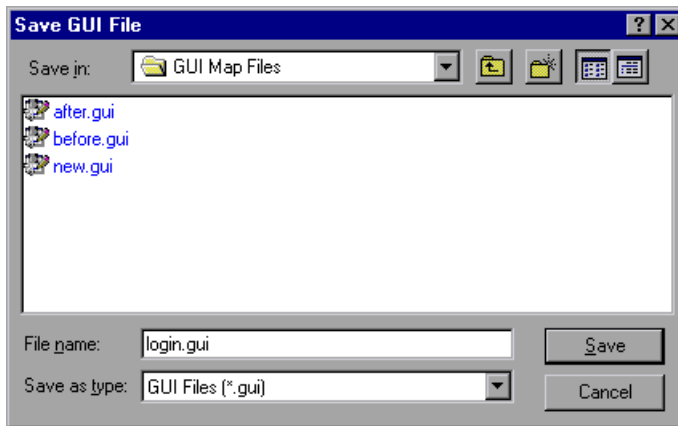 Save GUI File
Save in: GUI Map Files
after.gui
before.gui
new.gui
File name: login.gui Save
Save as type: GUI Files (*.gui) Cancel